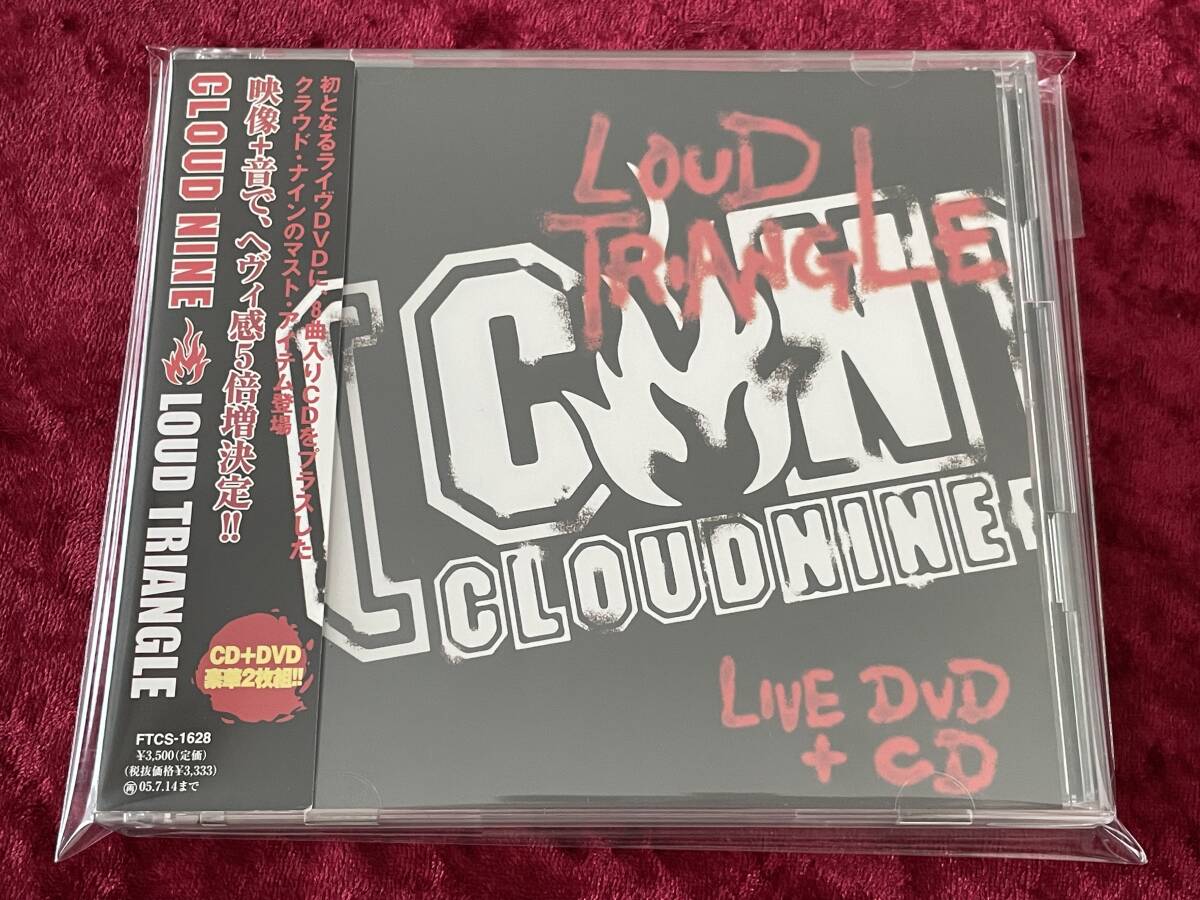 初となるライヴDVDに、8曲入りCDをプラスした
クラウド・ナインのマスト・アイテム登場
映像+音で、ヘヴィ感5倍増決定!!
CLOUD NINE LOUD TRIANGLE
CD+DVD
豪華2枚組!!
FTCS-1628
¥3,500(定価)
(税抜価格¥3,333)
再05.7.14まで
LOUD
TRIANGLE
CN
CLOUDNINE
LIVE DVD
+ CD